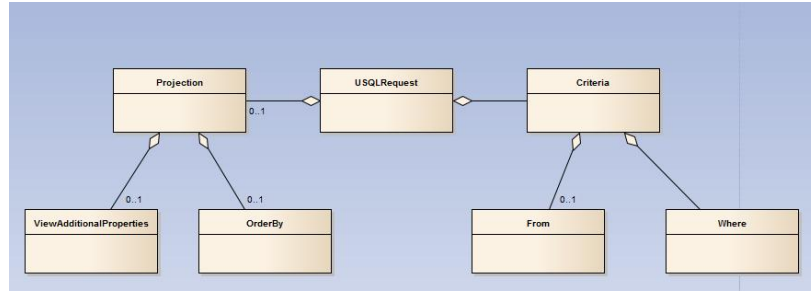 Projection
USQLRequest
Criteria
0..1
0..1
0..1
0..1
ViewAdditionalProperties
OrderBy
From
Where